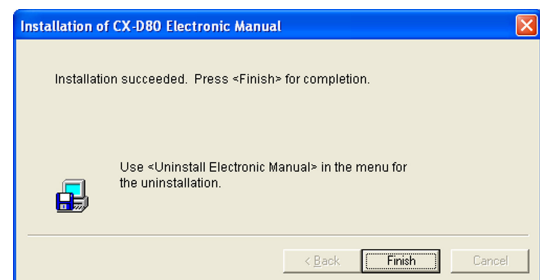 Installation of CX-D80 Electronic Manual
Installation succeeded. Press <Finish> for completion.
Use <Uninstall Electronic Manual> in the menu for
the uninstallation.
< Back Finish Cancel